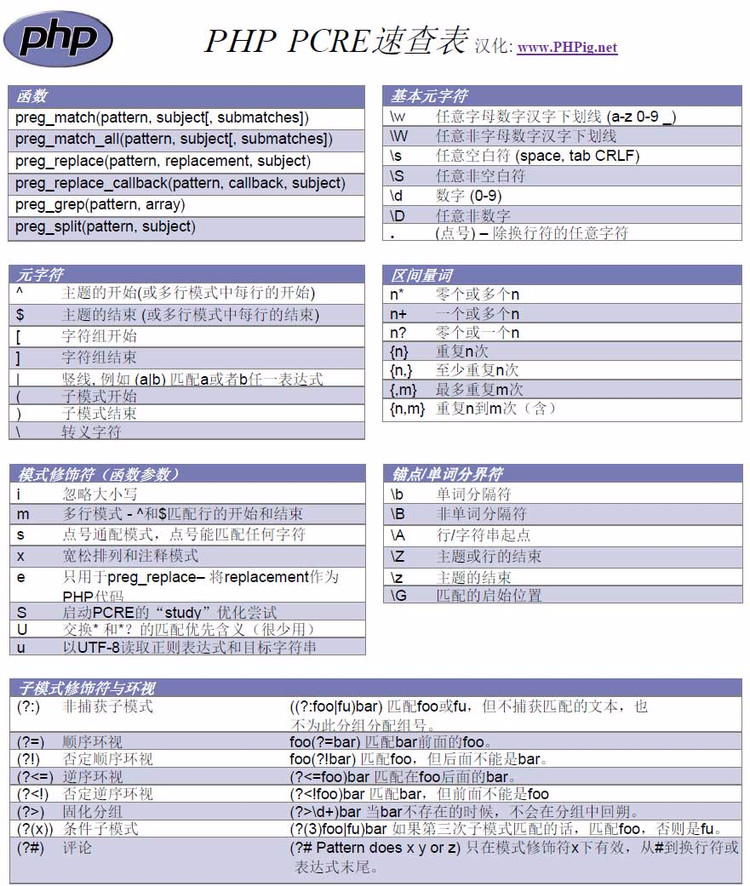 php
PHP PCRE速查表 汉化: www.PHPig.net
函数
preg_match(pattern, subject[, submatches])
preg_match_all(pattern, subject[, submatches])
preg_replace(pattern, replacement, subject)
preg_replace_callback(pattern, callback, subject)
preg_grep(pattern, array)
preg_split(pattern, subject)
基本元字符
\w 任意字母数字汉字下划线 (a-z 0-9 _)
\W 任意非字母数字汉字下划线
\s 任意空白符 (space, tab CRLF)
\S 任意非空白符
\d 数字 (0-9)
\D 任意非数字
. (点号) – 除换行符的任意字符
元字符
^ 主题的开始(或多行模式中每行的开始)
$ 主题的结束 (或多行模式中每行的结束)
[ 字符组开始
] 字符组结束
| 竖线, 例如 (a|b) 匹配a或者b任一表达式
( 子模式开始
) 子模式结束
\ 转义字符
区间量词
n* 零个或多个n
n+ 一个或多个n
n? 零个或一个n
{n} 重复n次
{n,} 至少重复n次
{,m} 最多重复m次
{n,m} 重复n到m次（含）
模式修饰符（函数参数）
i 忽略大小写
m 多行模式 - ^和$匹配行的开始和结束
s 点号通配模式，点号能匹配任何字符
x 宽松排列和注释模式
e 只用于preg_replace– 将replacement作为
PHP代码
S 启动PCRE的“study”优化尝试
U 交换* 和*？的匹配优先含义（很少用）
u 以UTF-8读取正则表达式和目标字符串
锚点/单词分界符
\b 单词分隔符
\B 非单词分隔符
\A 行/字符串起点
\Z 主题或行的结束
\z 主题的结束
\G 匹配的启始位置
子模式修饰符与环视
(?:) 非捕获子模式 ((?:foo|fu)bar) 匹配foo或fu，但不捕获匹配的文本，也
不为此分组分配组号。
(?=) 顺序环视 foo(?=bar) 匹配bar前面的foo。
(?!) 否定顺序环视 foo(?!bar) 匹配foo，但后面不能是bar。
(?<=) 逆序环视 (?<=foo)bar 匹配在foo后面的bar。
(?<!) 否定逆序环视 (?<!foo)bar 匹配bar，但前面不能是foo
(?>) 固化分组 (?>\d+)bar 当bar不存在的时候，不会在分组中回朔。
(?(x)) 条件子模式 (?(3)foo|fu)bar 如果第三次子模式匹配的话，匹配foo，否则是fu。
(?#) 评论 (?# Pattern does x y or z) 只在模式修饰符x下有效，从#到换行符或
表达式末尾。